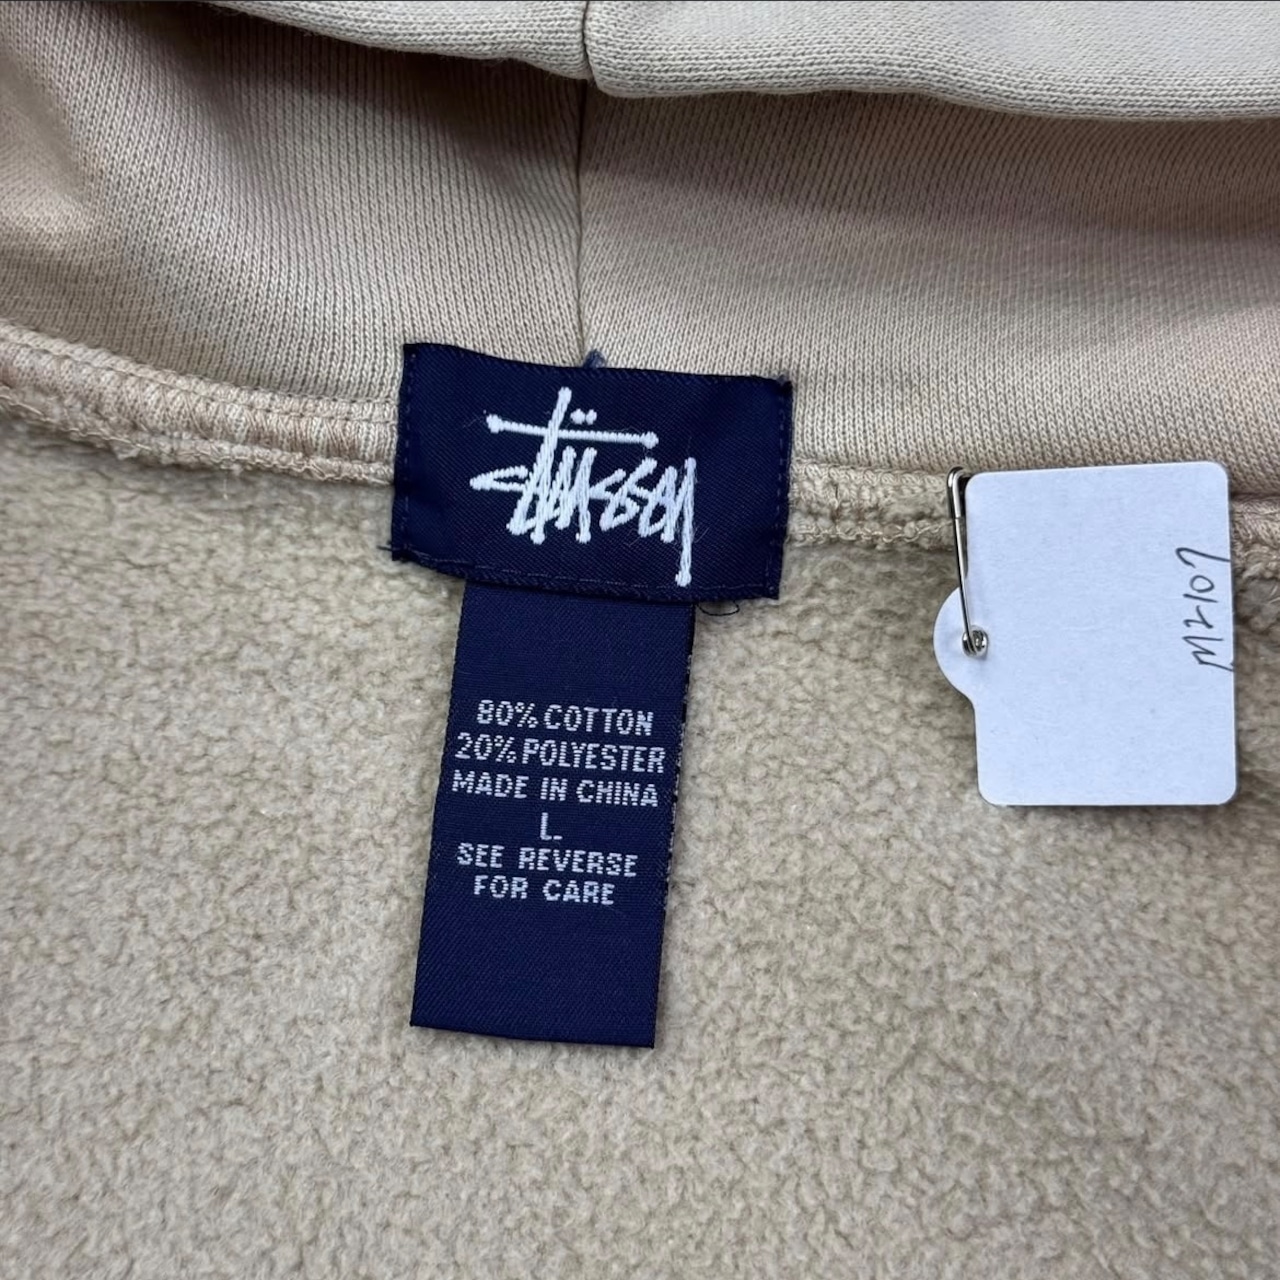 Stüssy
80% COTTON
20% POLYESTER
MADE IN CHINA
L
SEE REVERSE
FOR CARE
M2107